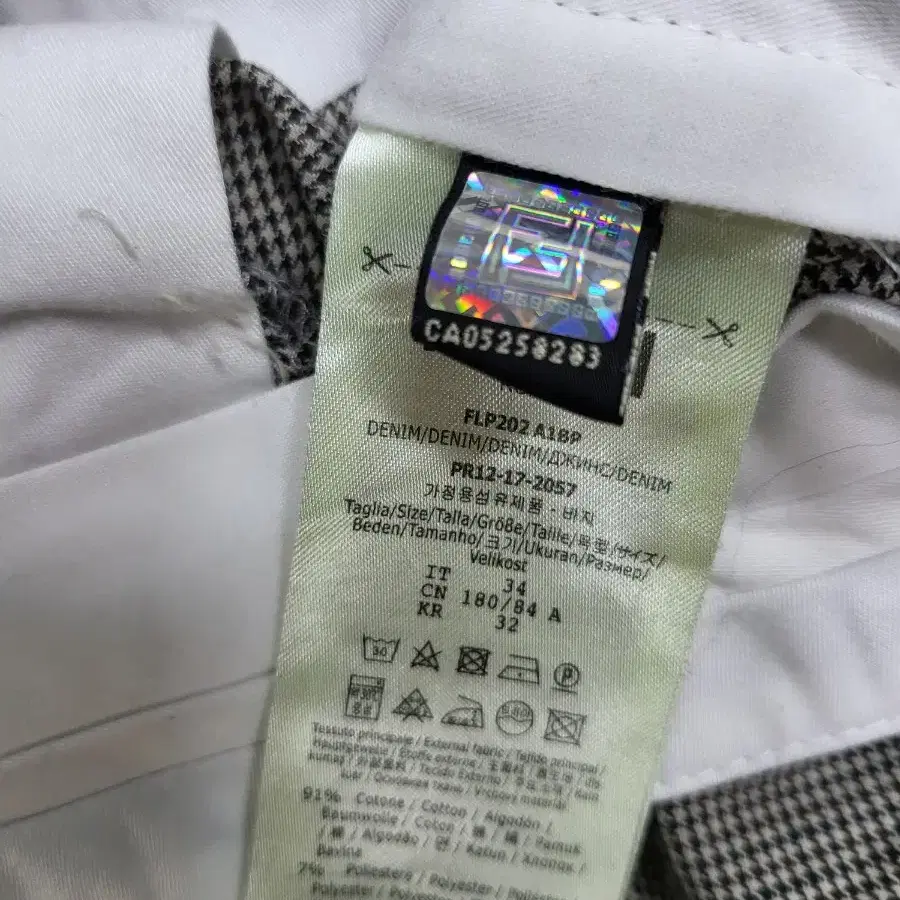 CA05258283
FLP202 A1BP
DENIM/DENIM/DENIM/ДЖИНС/DENIM
PR12-17-2057
가정용섬유제품 - 바지
Taglia/Size/Talla/Größe/Taille/尺型/サイズ/
Beden/Tamanho/크기/Ukuran/Размер/
Velikost
IT 34
CN 180/84 A
KR 32
30
P
Tessuto principale / External fabric / Tejido principal /
91% Cotone / Cotton / Algodón /
Baumwolle / Coton / 棉 / 綿 / Pamuk
/ 棉 / Algodão / 면 / Katun / Хлопок /
Bavlna
7% Poliestere / Polyester / Poliéster /